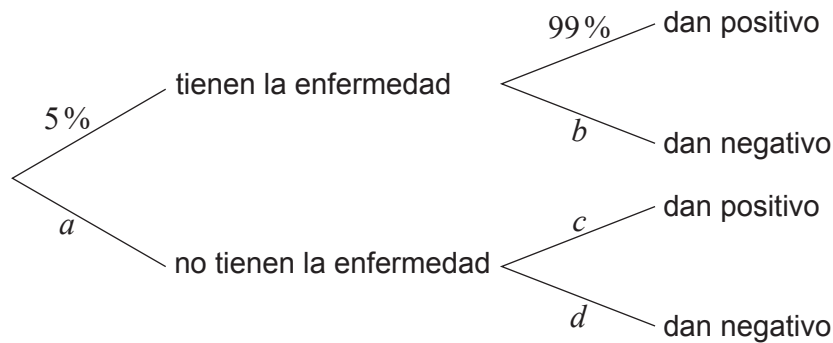 99 %
dan positivo
tienen la enfermedad
5 %
b
dan negativo
a
c
dan positivo
no tienen la enfermedad
d
dan negativo